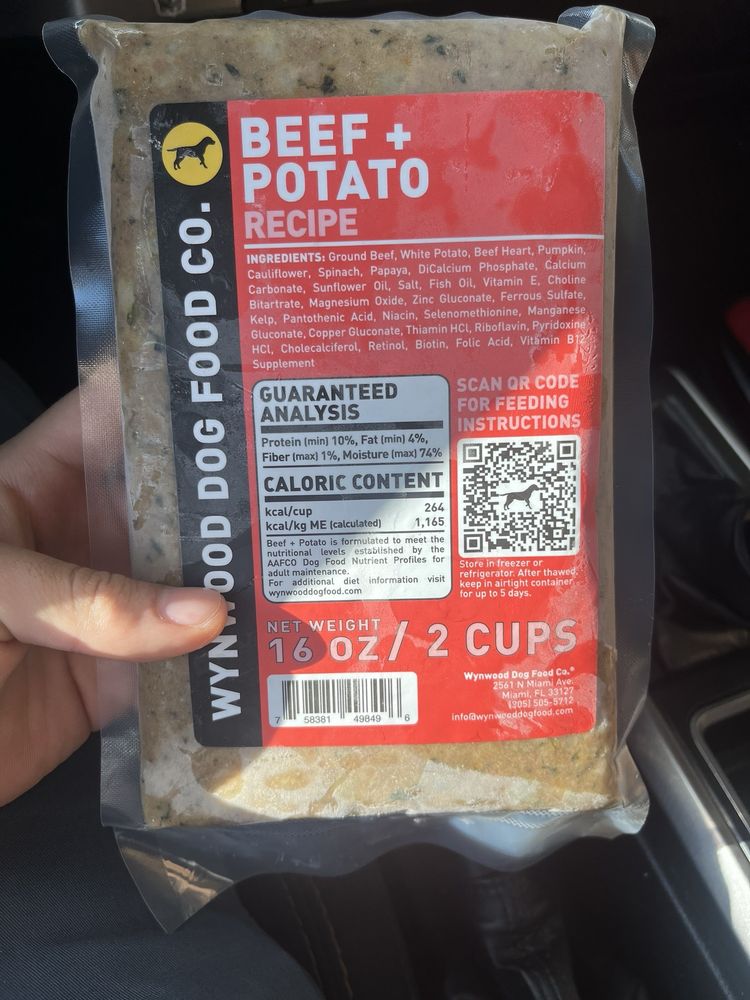 WYNWOOD DOG FOOD CO.
BEEF +
POTATO
RECIPE
INGREDIENTS: Ground Beef, White Potato, Beef Heart, Pumpkin,
Cauliflower, Spinach, Papaya, DiCalcium Phosphate, Calcium
Carbonate, Sunflower Oil, Salt, Fish Oil, Vitamin E, Choline
Bitartrate, Magnesium Oxide, Zinc Gluconate, Ferrous Sulfate,
Kelp, Pantothenic Acid, Niacin, Selenomethionine, Manganese
Gluconate, Copper Gluconate, Thiamin HCl, Riboflavin, Pyridoxine
HCl, Cholecalciferol, Retinol, Biotin, Folic Acid, Vitamin B12
Supplement
GUARANTEED
ANALYSIS
Protein (min) 10%, Fat (min) 4%,
Fiber (max) 1%, Moisture (max) 74%
CALORIC CONTENT
kcal/cup 264
kcal/kg ME (calculated) 1,165
Beef + Potato is formulated to meet the
nutritional levels established by the
AAFCO Dog Food Nutrient Profiles for
adult maintenance.
For additional diet information visit
wynwooddogfood.com
SCAN QR CODE
FOR FEEDING
INSTRUCTIONS
Store in freezer or
refrigerator. After thawed,
keep in airtight container
for up to 5 days.
NET WEIGHT
16 OZ / 2 CUPS
7 58381 49849 6
Wynwood Dog Food Co.®
2561 N Miami Ave.
Miami, FL 33127
(305) 505-5712
info@wynwooddogfood.com